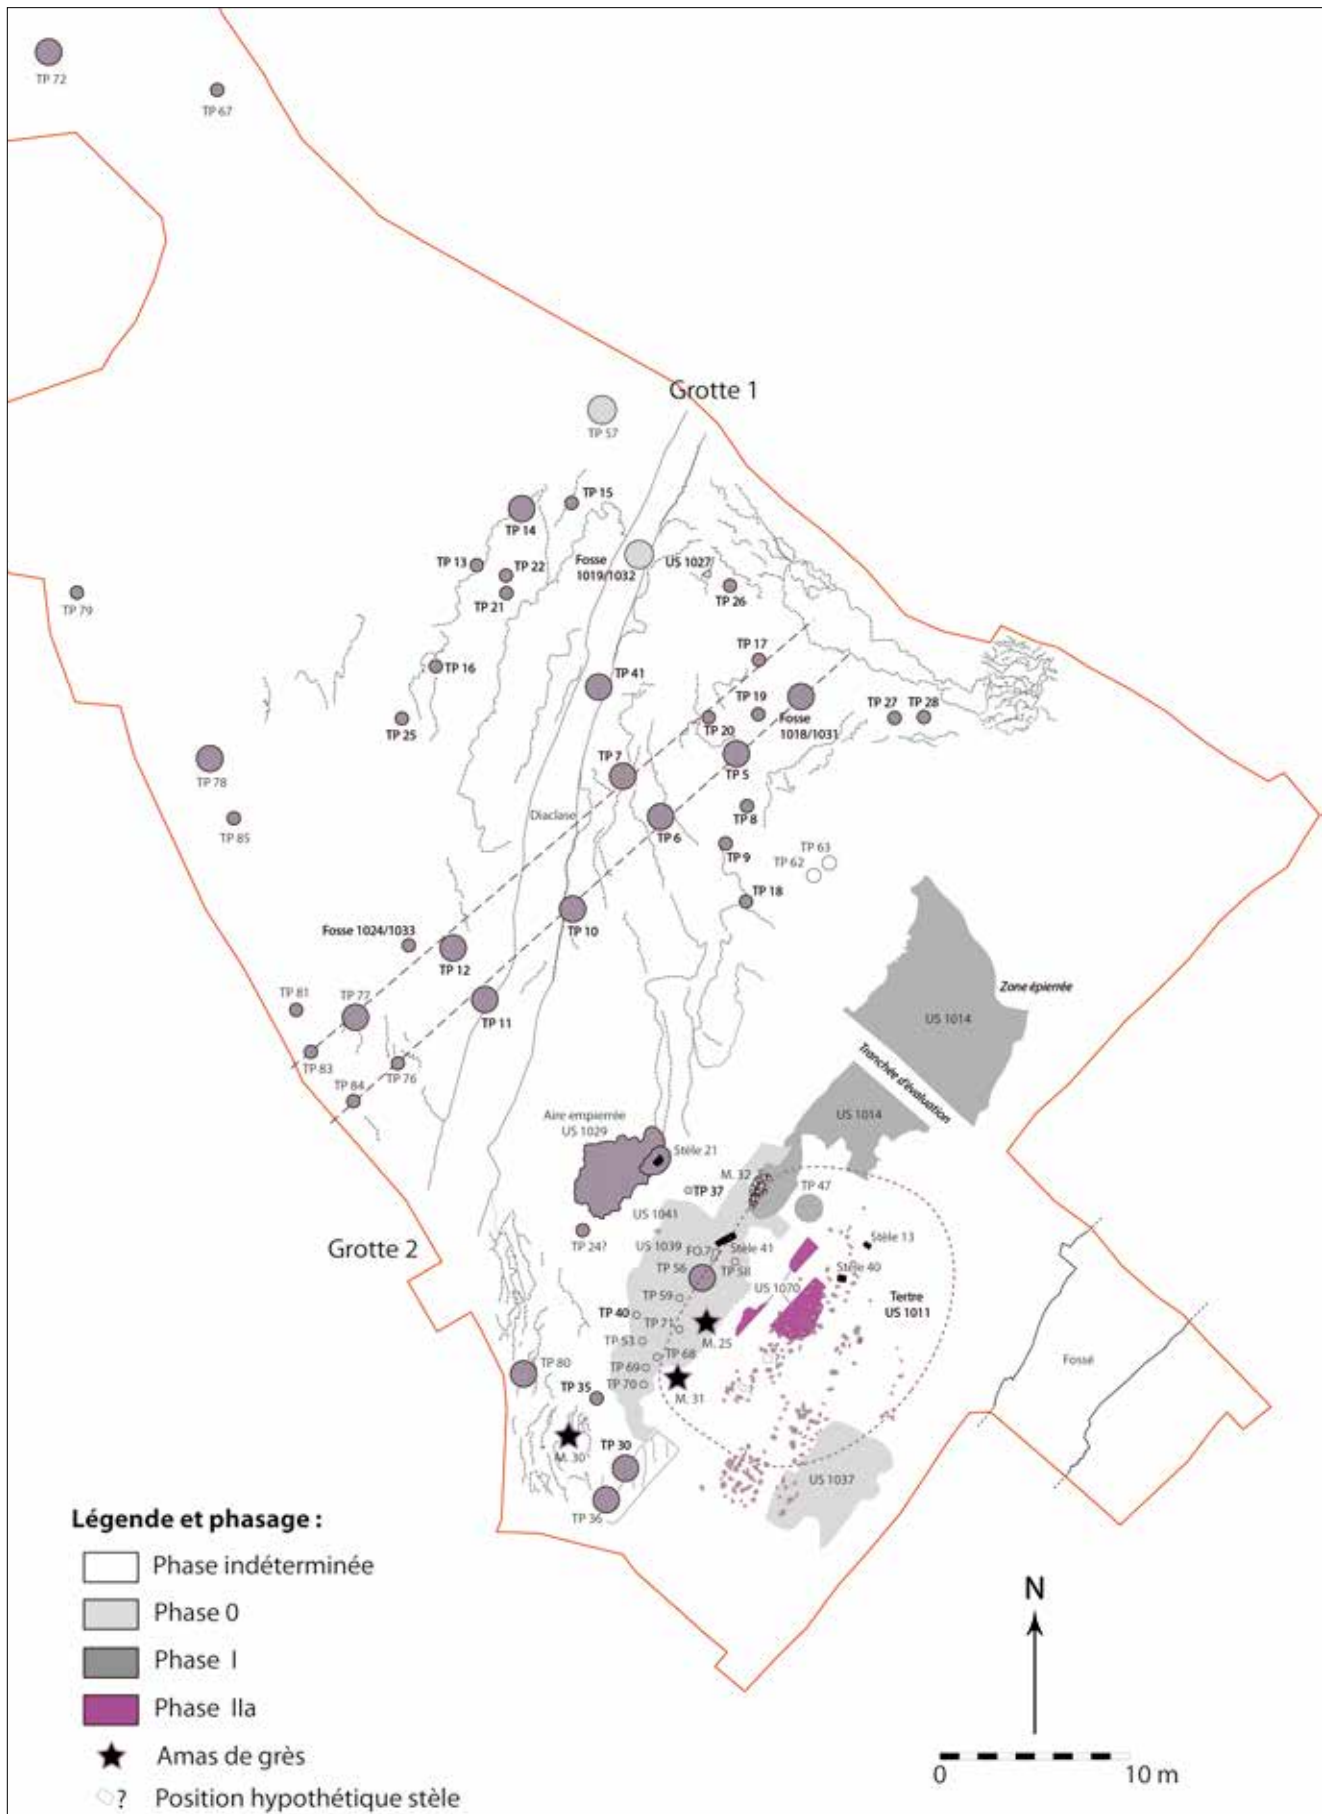 TP 72
TP 67
Grotte 1
TP 57
TP 15
TP 14
TP 13
TP 22
TP 21
Fosse
1019/1032
US 1027
TP 26
TP 79
TP 16
TP 17
TP 41
TP 19
TP 27
TP 28
TP 25
TP 20
Fosse
1018/1031
TP 7
TP 5
TP 78
Diaclase
TP 6
TP 8
TP 85
TP 9
TP 63
TP 62
TP 18
TP 10
Fosse 1024/1033
TP 12
TP 81
TP 77
TP 11
Zone épierrée
US 1014
TP 83
TP 76
TP 84
Tranchée d'évaluation
US 1014
Aire empierrée
US 1029
Stèle 21
M. 32
TP 37
TP 47
US 1041
TP 24?
Grotte 2
US 1039
FO.7
Stèle 41
Stèle 13
TP 56
TP 58
US 1070
Stèle 40
TP 59
Tertre
US 1011
TP 40
TP 71
TP 53
M. 25
TP 68
TP 69
TP 70
M. 31
Fossé
TP 80
TP 35
M. 30
TP 30
US 1037
TP 36
Légende et phasage :
Phase indéterminée
Phase 0
Phase I
Phase IIa
Amas de grès
? Position hypothétique stèle
N
0 10 m